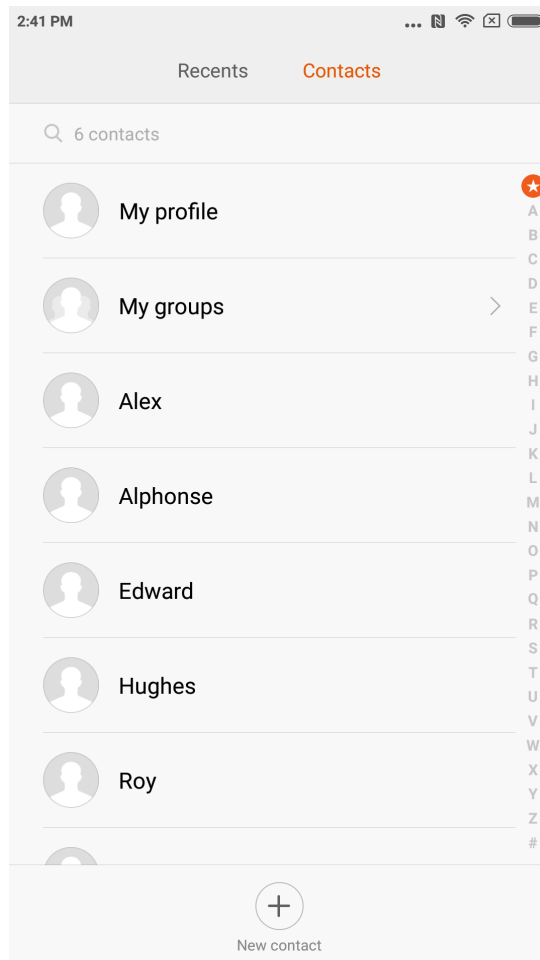 2:41 PM
Recents
Contacts
6 contacts
My profile
My groups
Alex
Alphonse
Edward
Hughes
Roy
A
B
C
D
E
F
G
H
I
J
K
L
M
N
O
P
Q
R
S
T
U
V
W
X
Y
Z
#
New contact